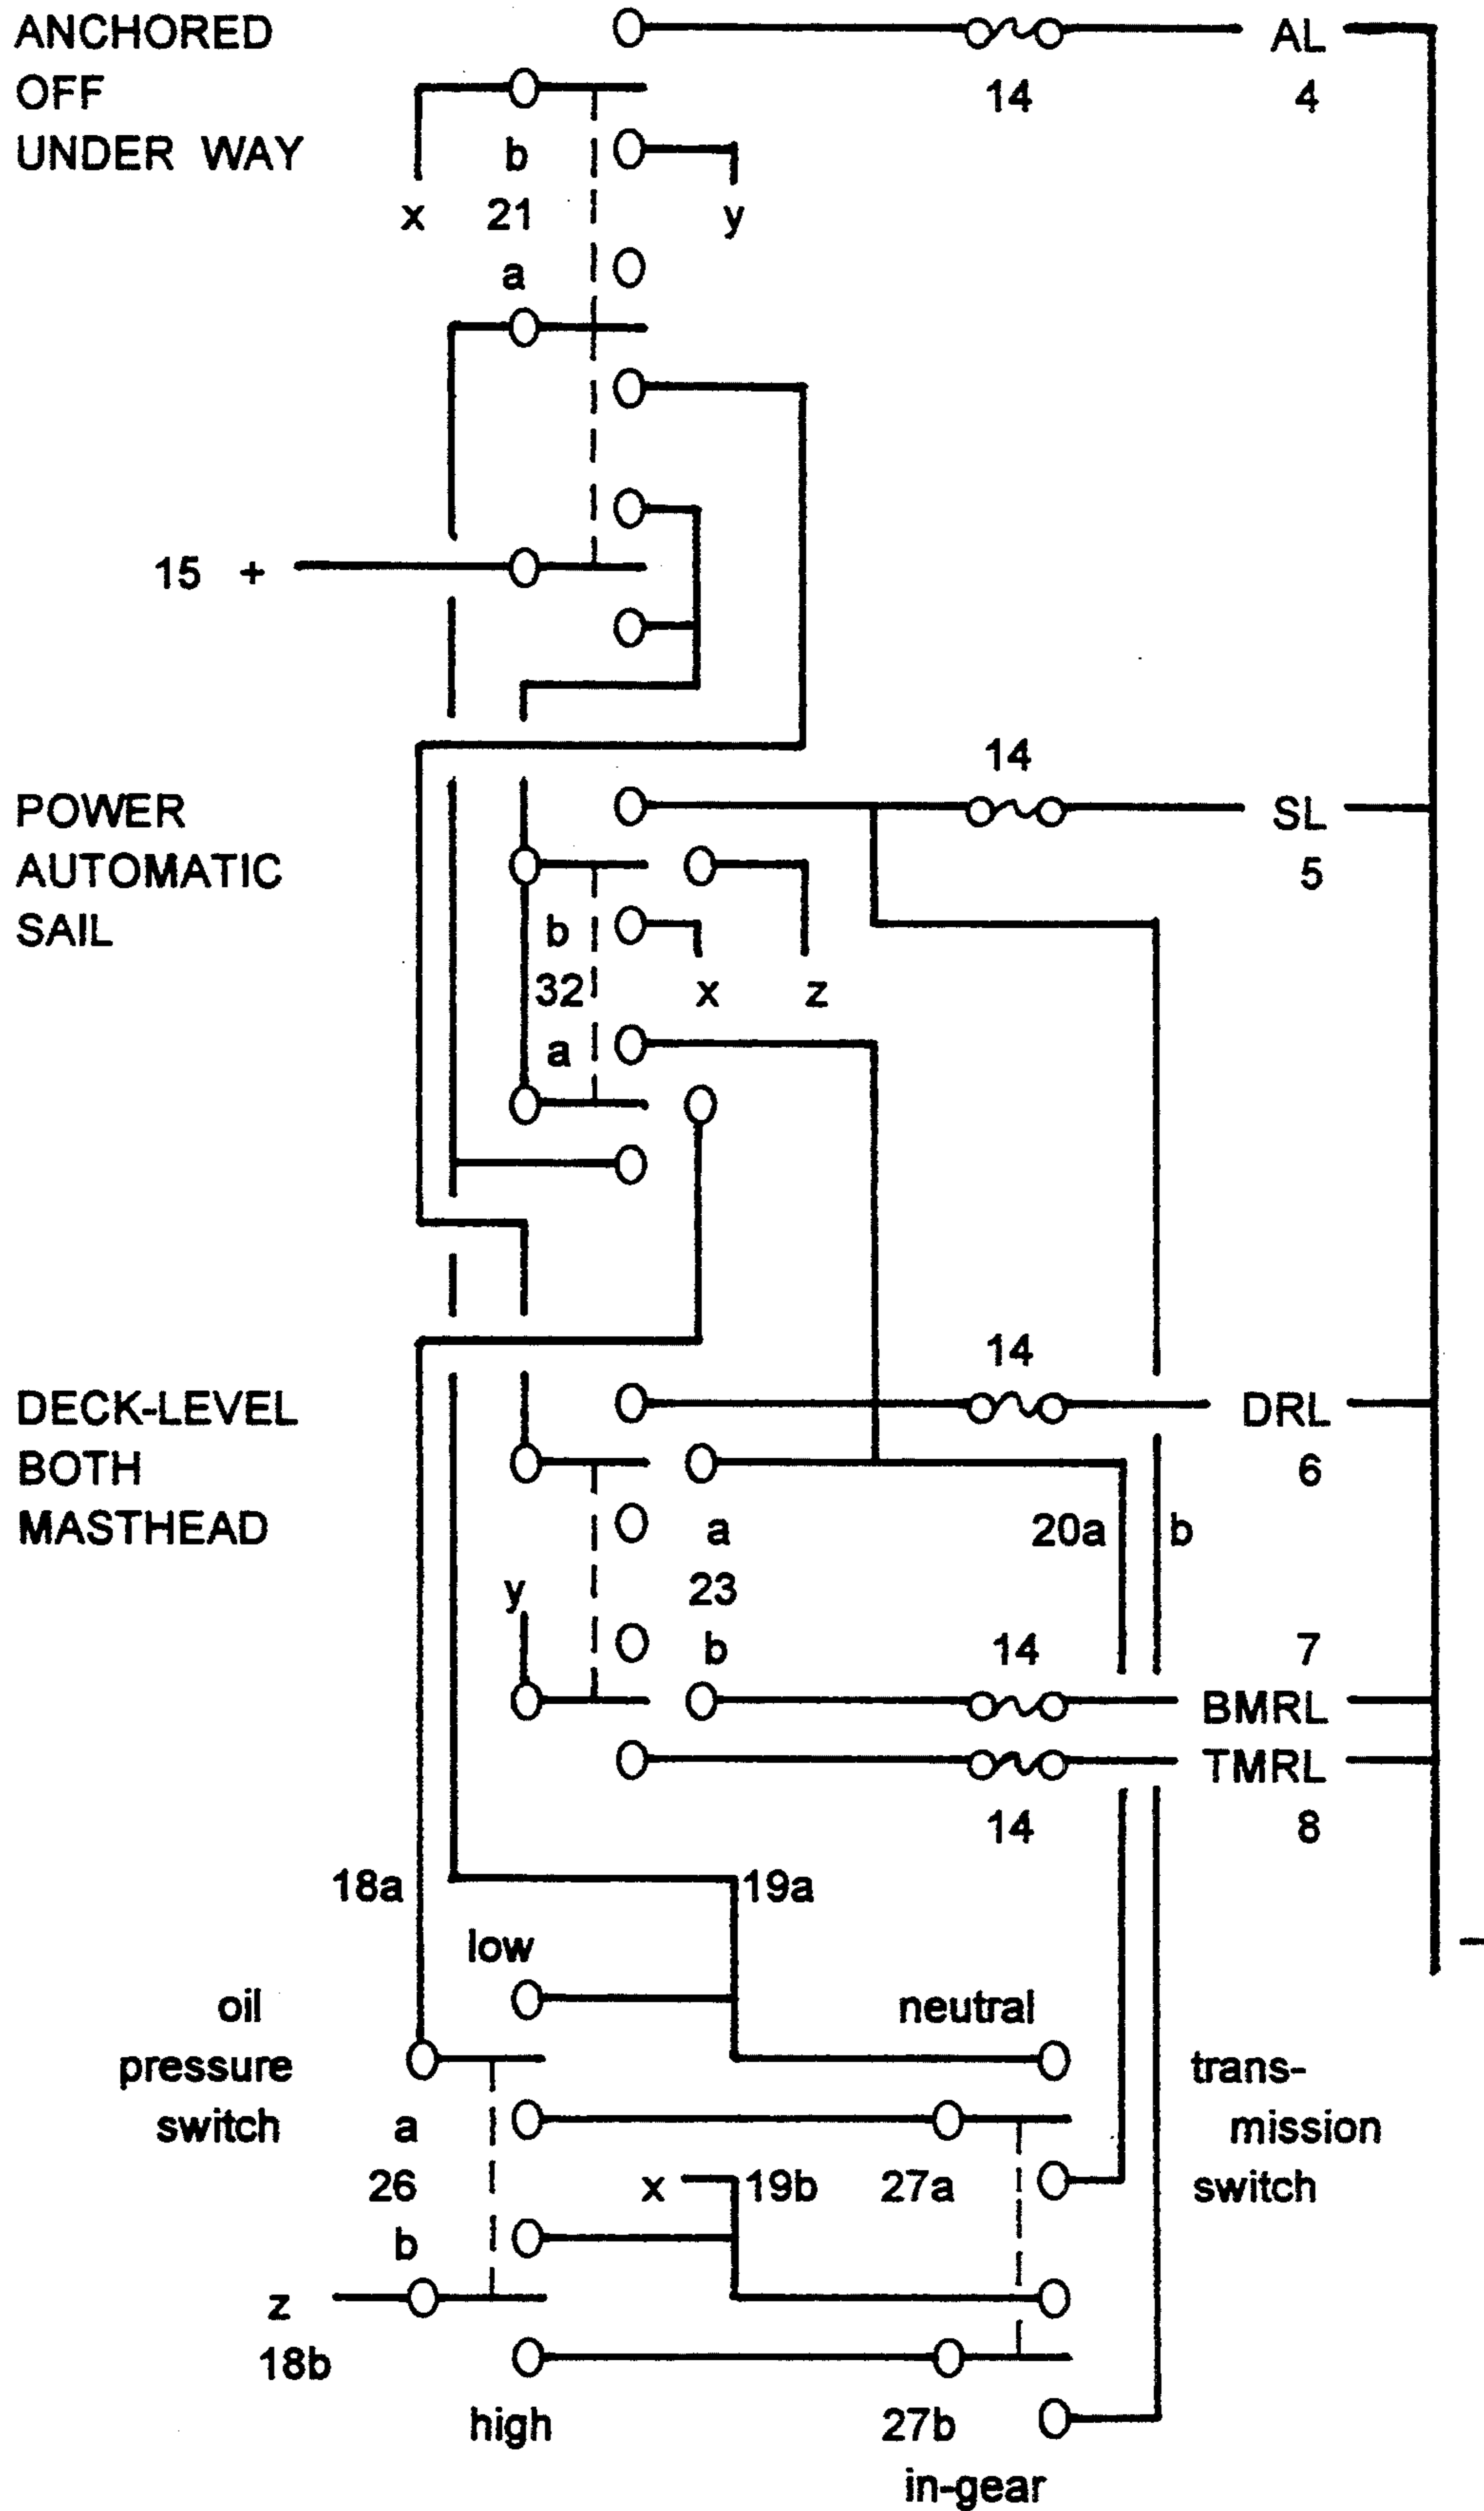 ANCHORED
OFF
UNDER WAY
14
AL
4
b
x
21
y
a
15 +
POWER
AUTOMATIC
SAIL
14
SL
5
b
32
x
z
a
DECK-LEVEL
BOTH
MASTHEAD
14
DRL
6
a
20a
b
y
23
b
14
7
BMRL
TMRL
14
8
18a
19a
low
-
oil
pressure
switch
neutral
trans-
mission
switch
a
26
x
19b
27a
b
z
18b
high
27b
in-gear